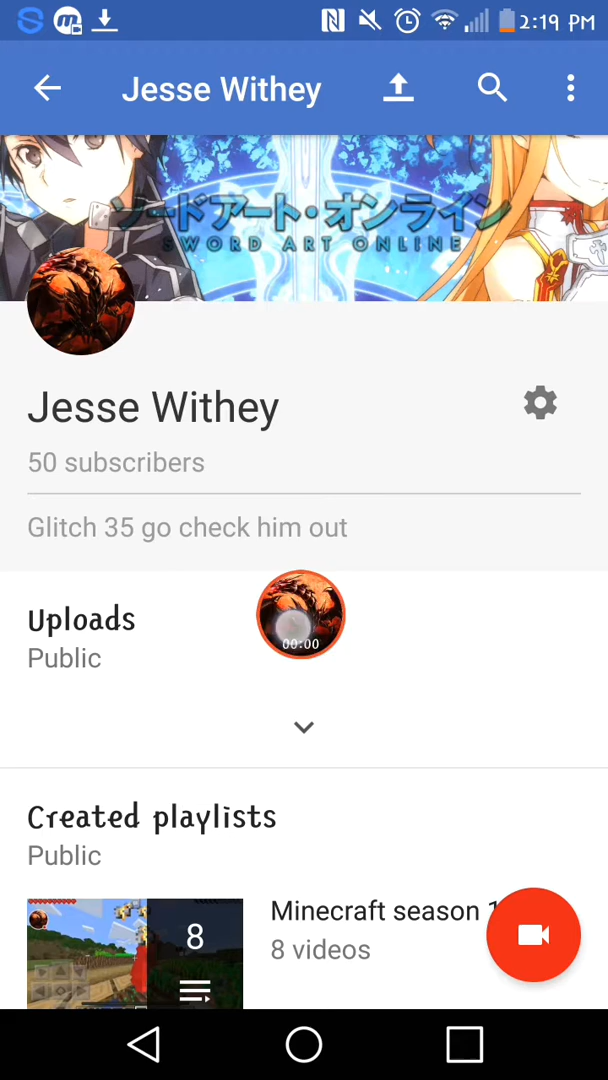 2:19 PM
Jesse Withey
ソードアート・オンライン
SWORD ART ONLINE
Jesse Withey
50 subscribers
Glitch 35 go check him out
Uploads
00:00
Public
Created playlists
Public
8
Minecraft season 1
8 videos